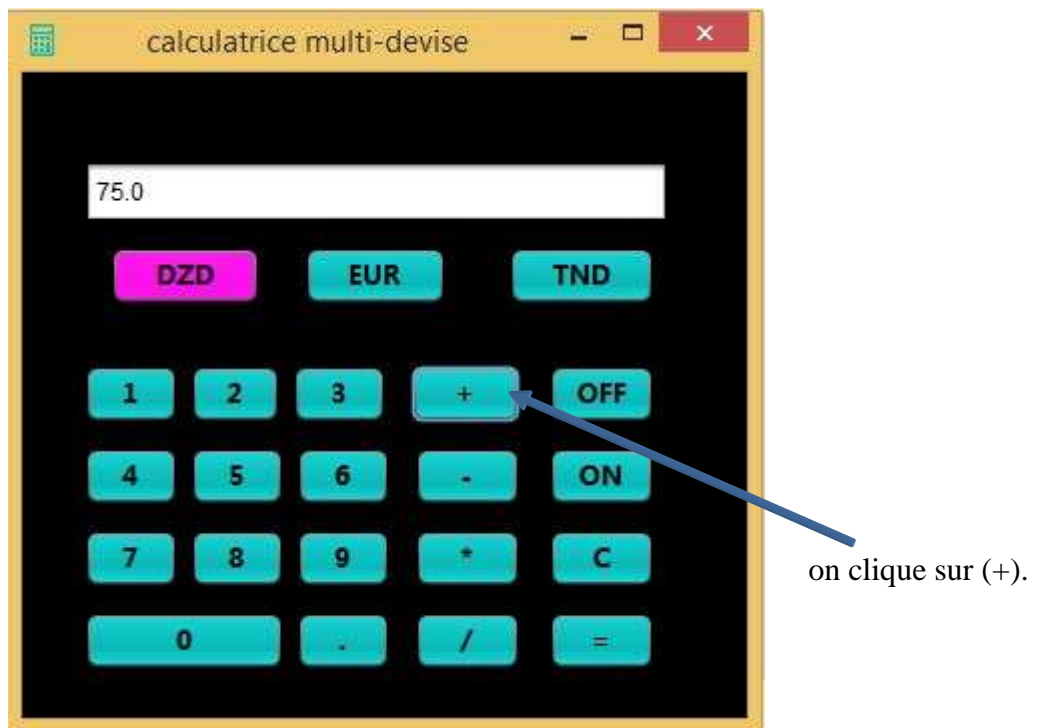 calculatrice multi-devise
75.0
DZD EUR TND
1 2 3 + OFF
4 5 6 - ON
7 8 9 * C
on clique sur (+).
0 . / =